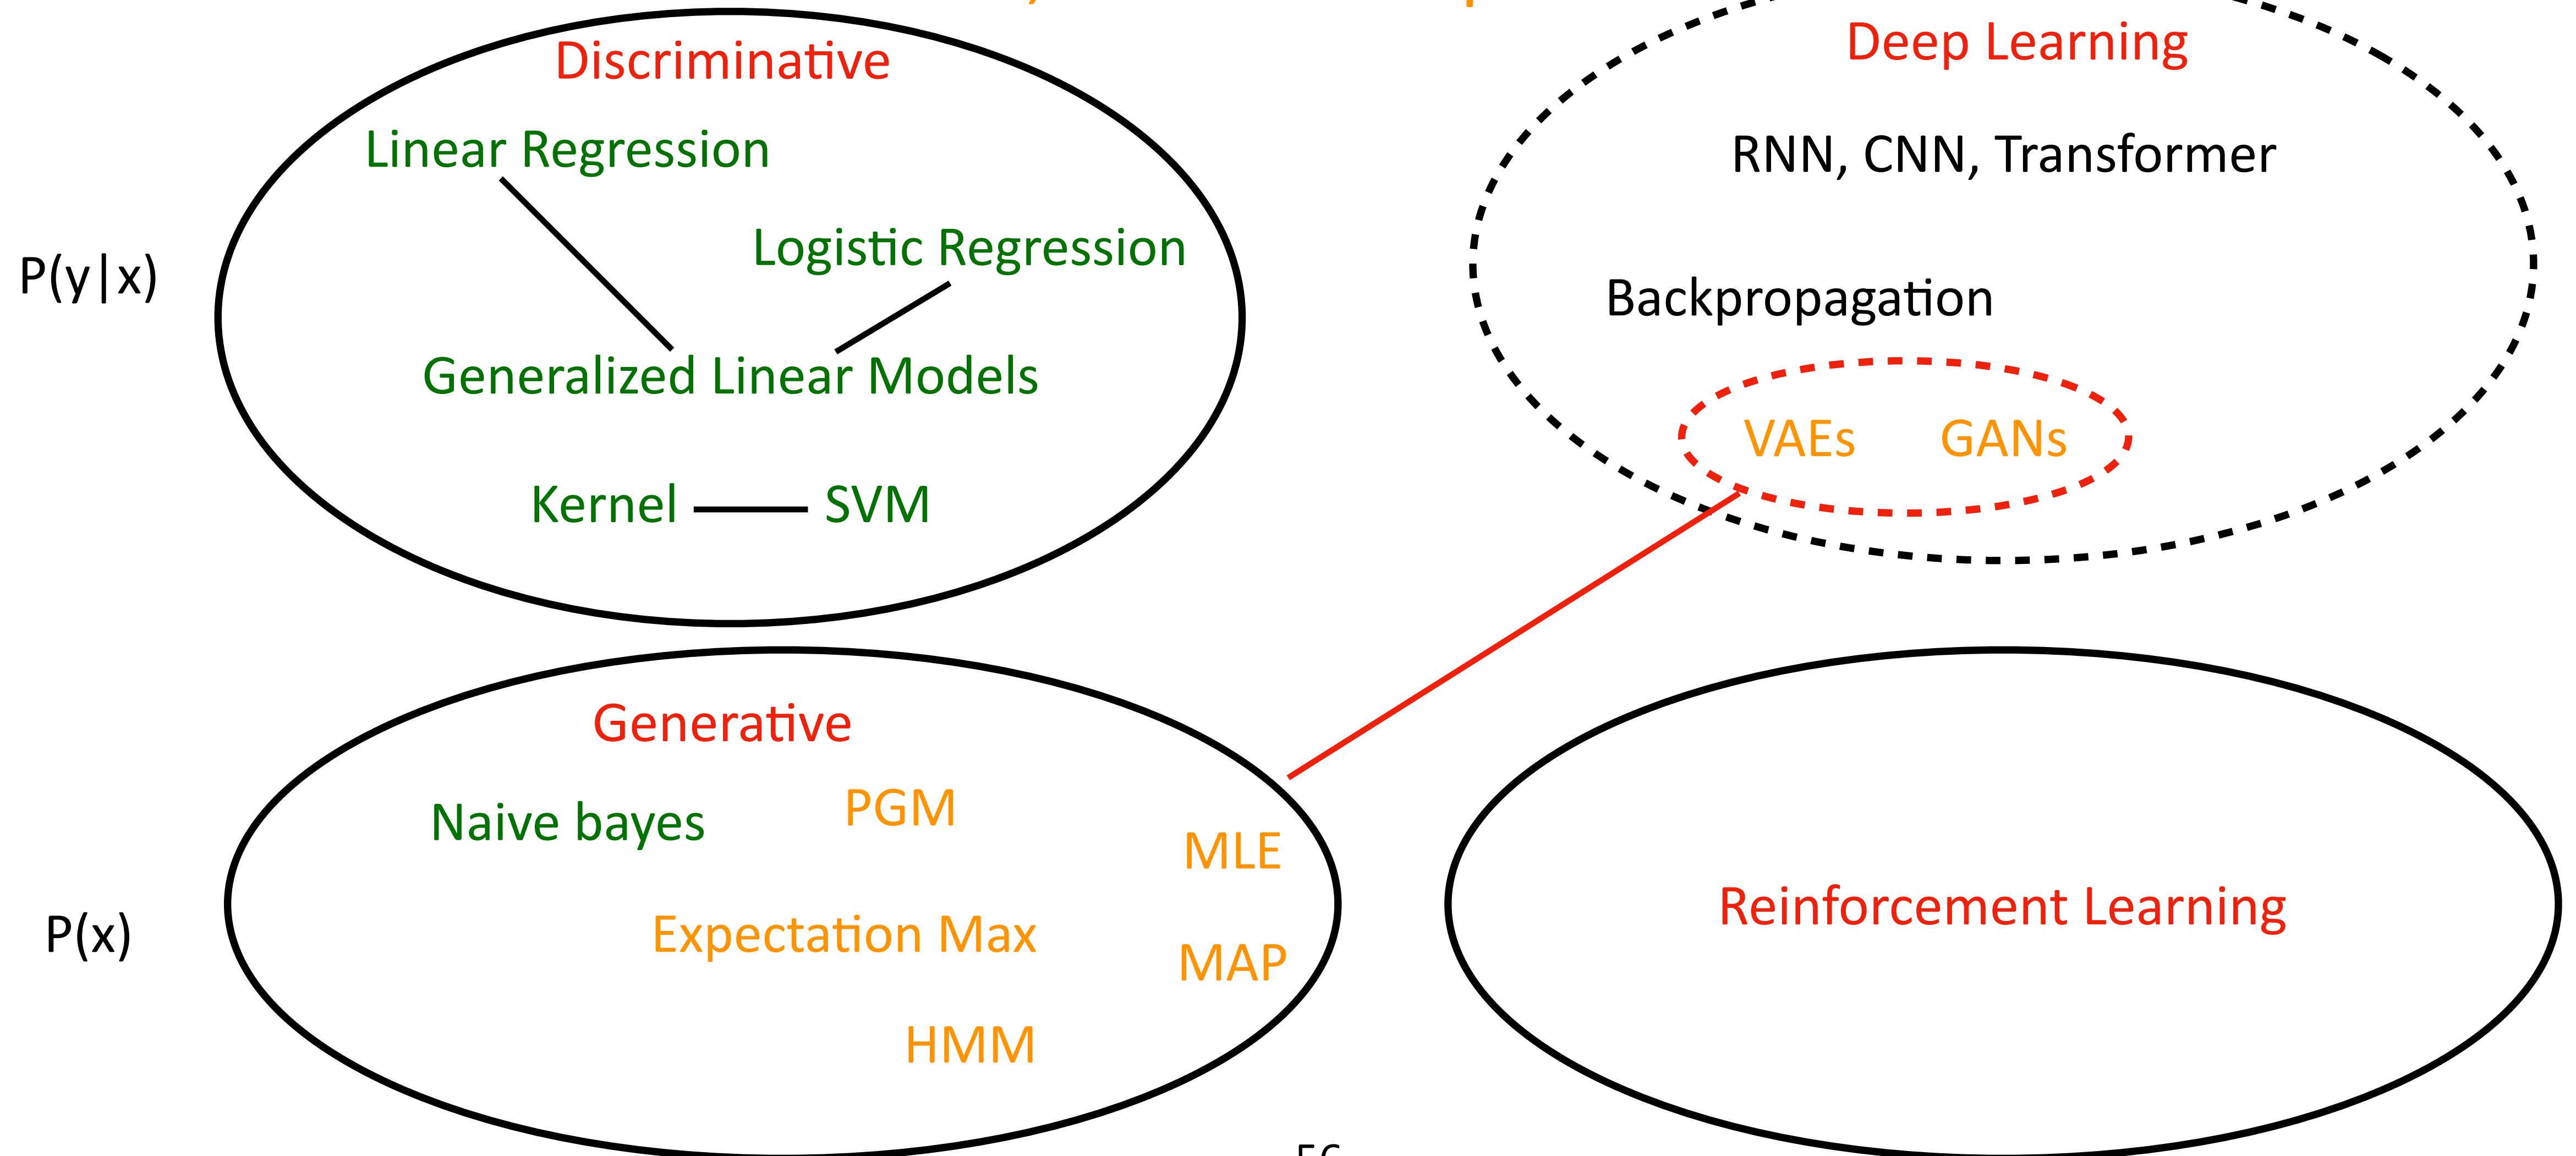 Discriminative
Linear Regression
Logistic Regression
P(y|x)
Generalized Linear Models
Kernel SVM
Deep Learning
RNN, CNN, Transformer
Backpropagation
VAEs GANs
Generative
Naive bayes PGM
MLE
P(x)
Expectation Max
MAP
HMM
Reinforcement Learning